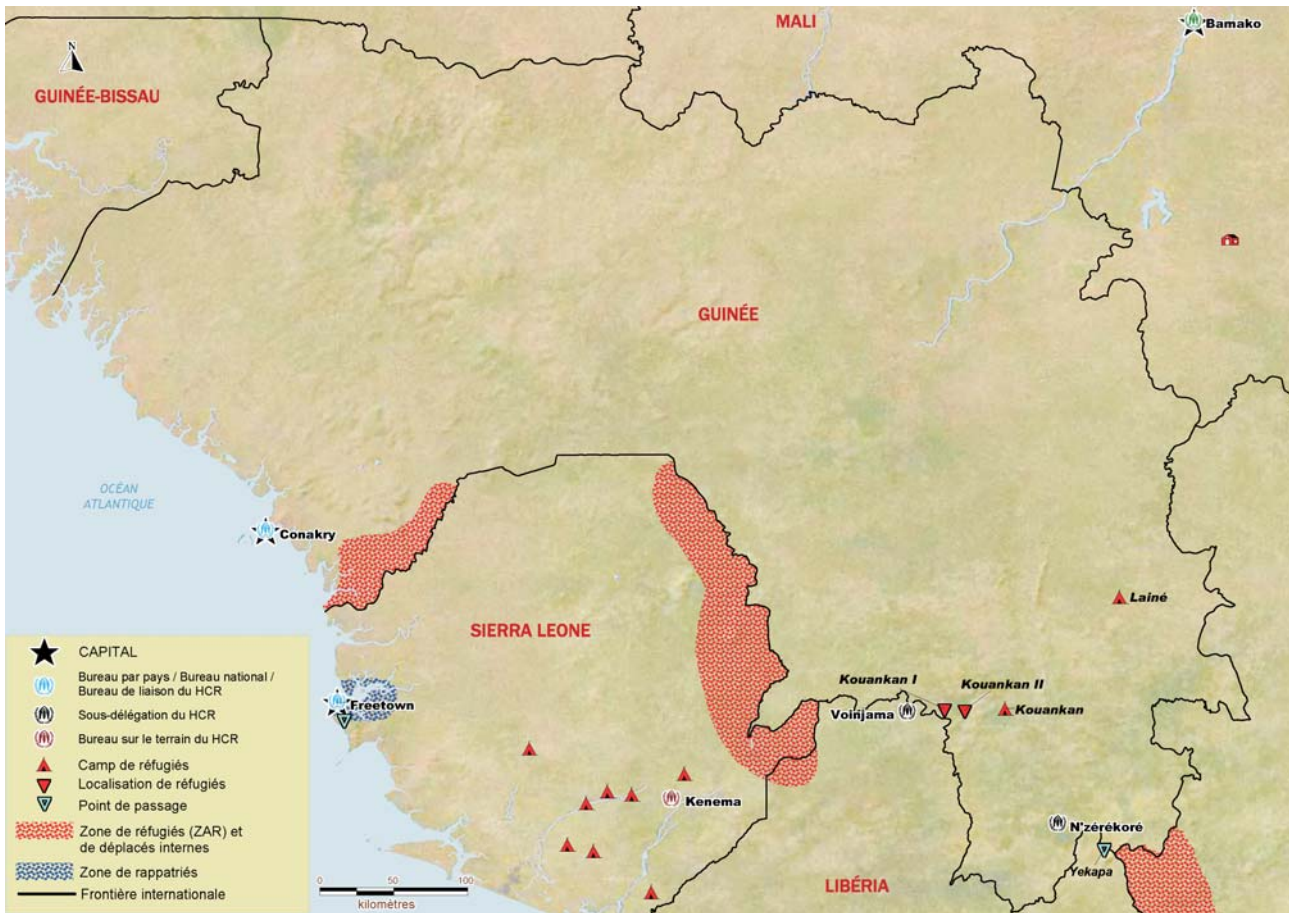 MALI
Bamako
N
GUINÉE-BISSAU
GUINÉE
OCÉAN
ATLANTIQUE
Conakry
Lainé
SIERRA LEONE
Kouankan I
Kouankan II
Freetown
Voinjama
Kouankan
Kenema
N'zérékoré
Yekapa
LIBÉRIA
CAPITAL
Bureau par pays / Bureau national /
Bureau de liaison du HCR
Sous-délégation du HCR
Bureau sur le terrain du HCR
Camp de réfugiés
Localisation de réfugiés
Point de passage
Zone de réfugiés (ZAR) et
de déplacés internes
Zone de rappatriés
Frontière internationale
0 50 100
kilomètres